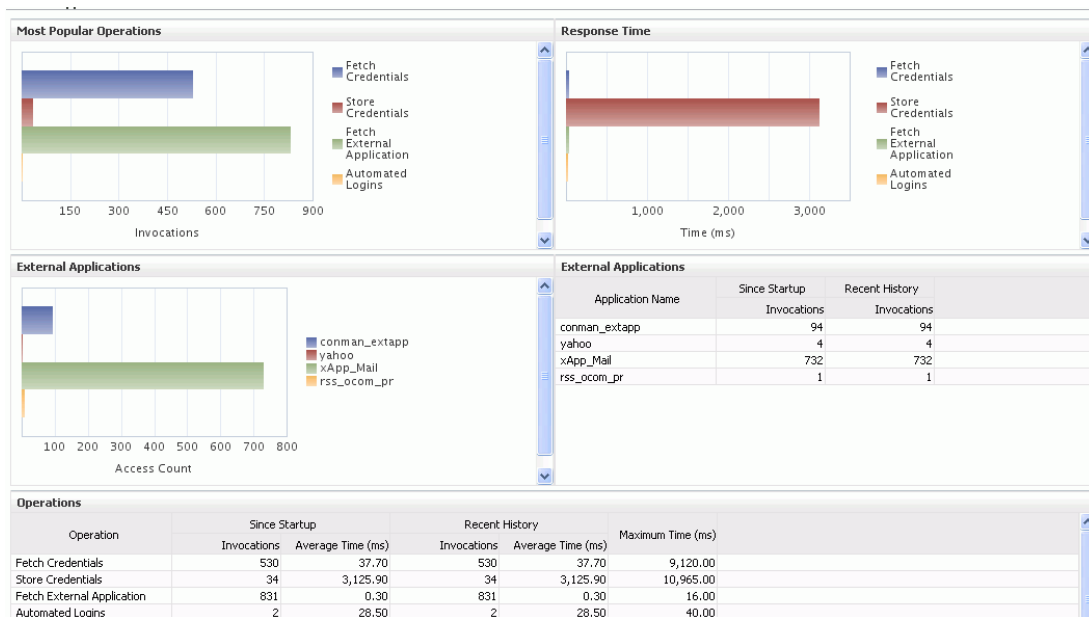 Most Popular Operations
Fetch
Credentials
Store
Credentials
Fetch
External
Application
Automated
Logins
150 300 450 600 750 900
Invocations
Response Time
Fetch
Credentials
Store
Credentials
Fetch
External
Application
Automated
Logins
1,000 2,000 3,000
Time (ms)
External Applications
conman_extapp
yahoo
xApp_Mail
rss_ocom_pr
100 200 300 400 500 600 700 800
Access Count
External Applications
Application Name Since Startup Recent History
Invocations Invocations
conman_extapp 94 94
yahoo 4 4
xApp_Mail 732 732
rss_ocom_pr 1 1
Operations
Operation Since Startup Recent History Maximum Time (ms)
Invocations Average Time (ms) Invocations Average Time (ms)
Fetch Credentials 530 37.70 530 37.70 9,120.00
Store Credentials 34 3,125.90 34 3,125.90 10,965.00
Fetch External Application 831 0.30 831 0.30 16.00
Automated Logins 2 28.50 2 28.50 40.00